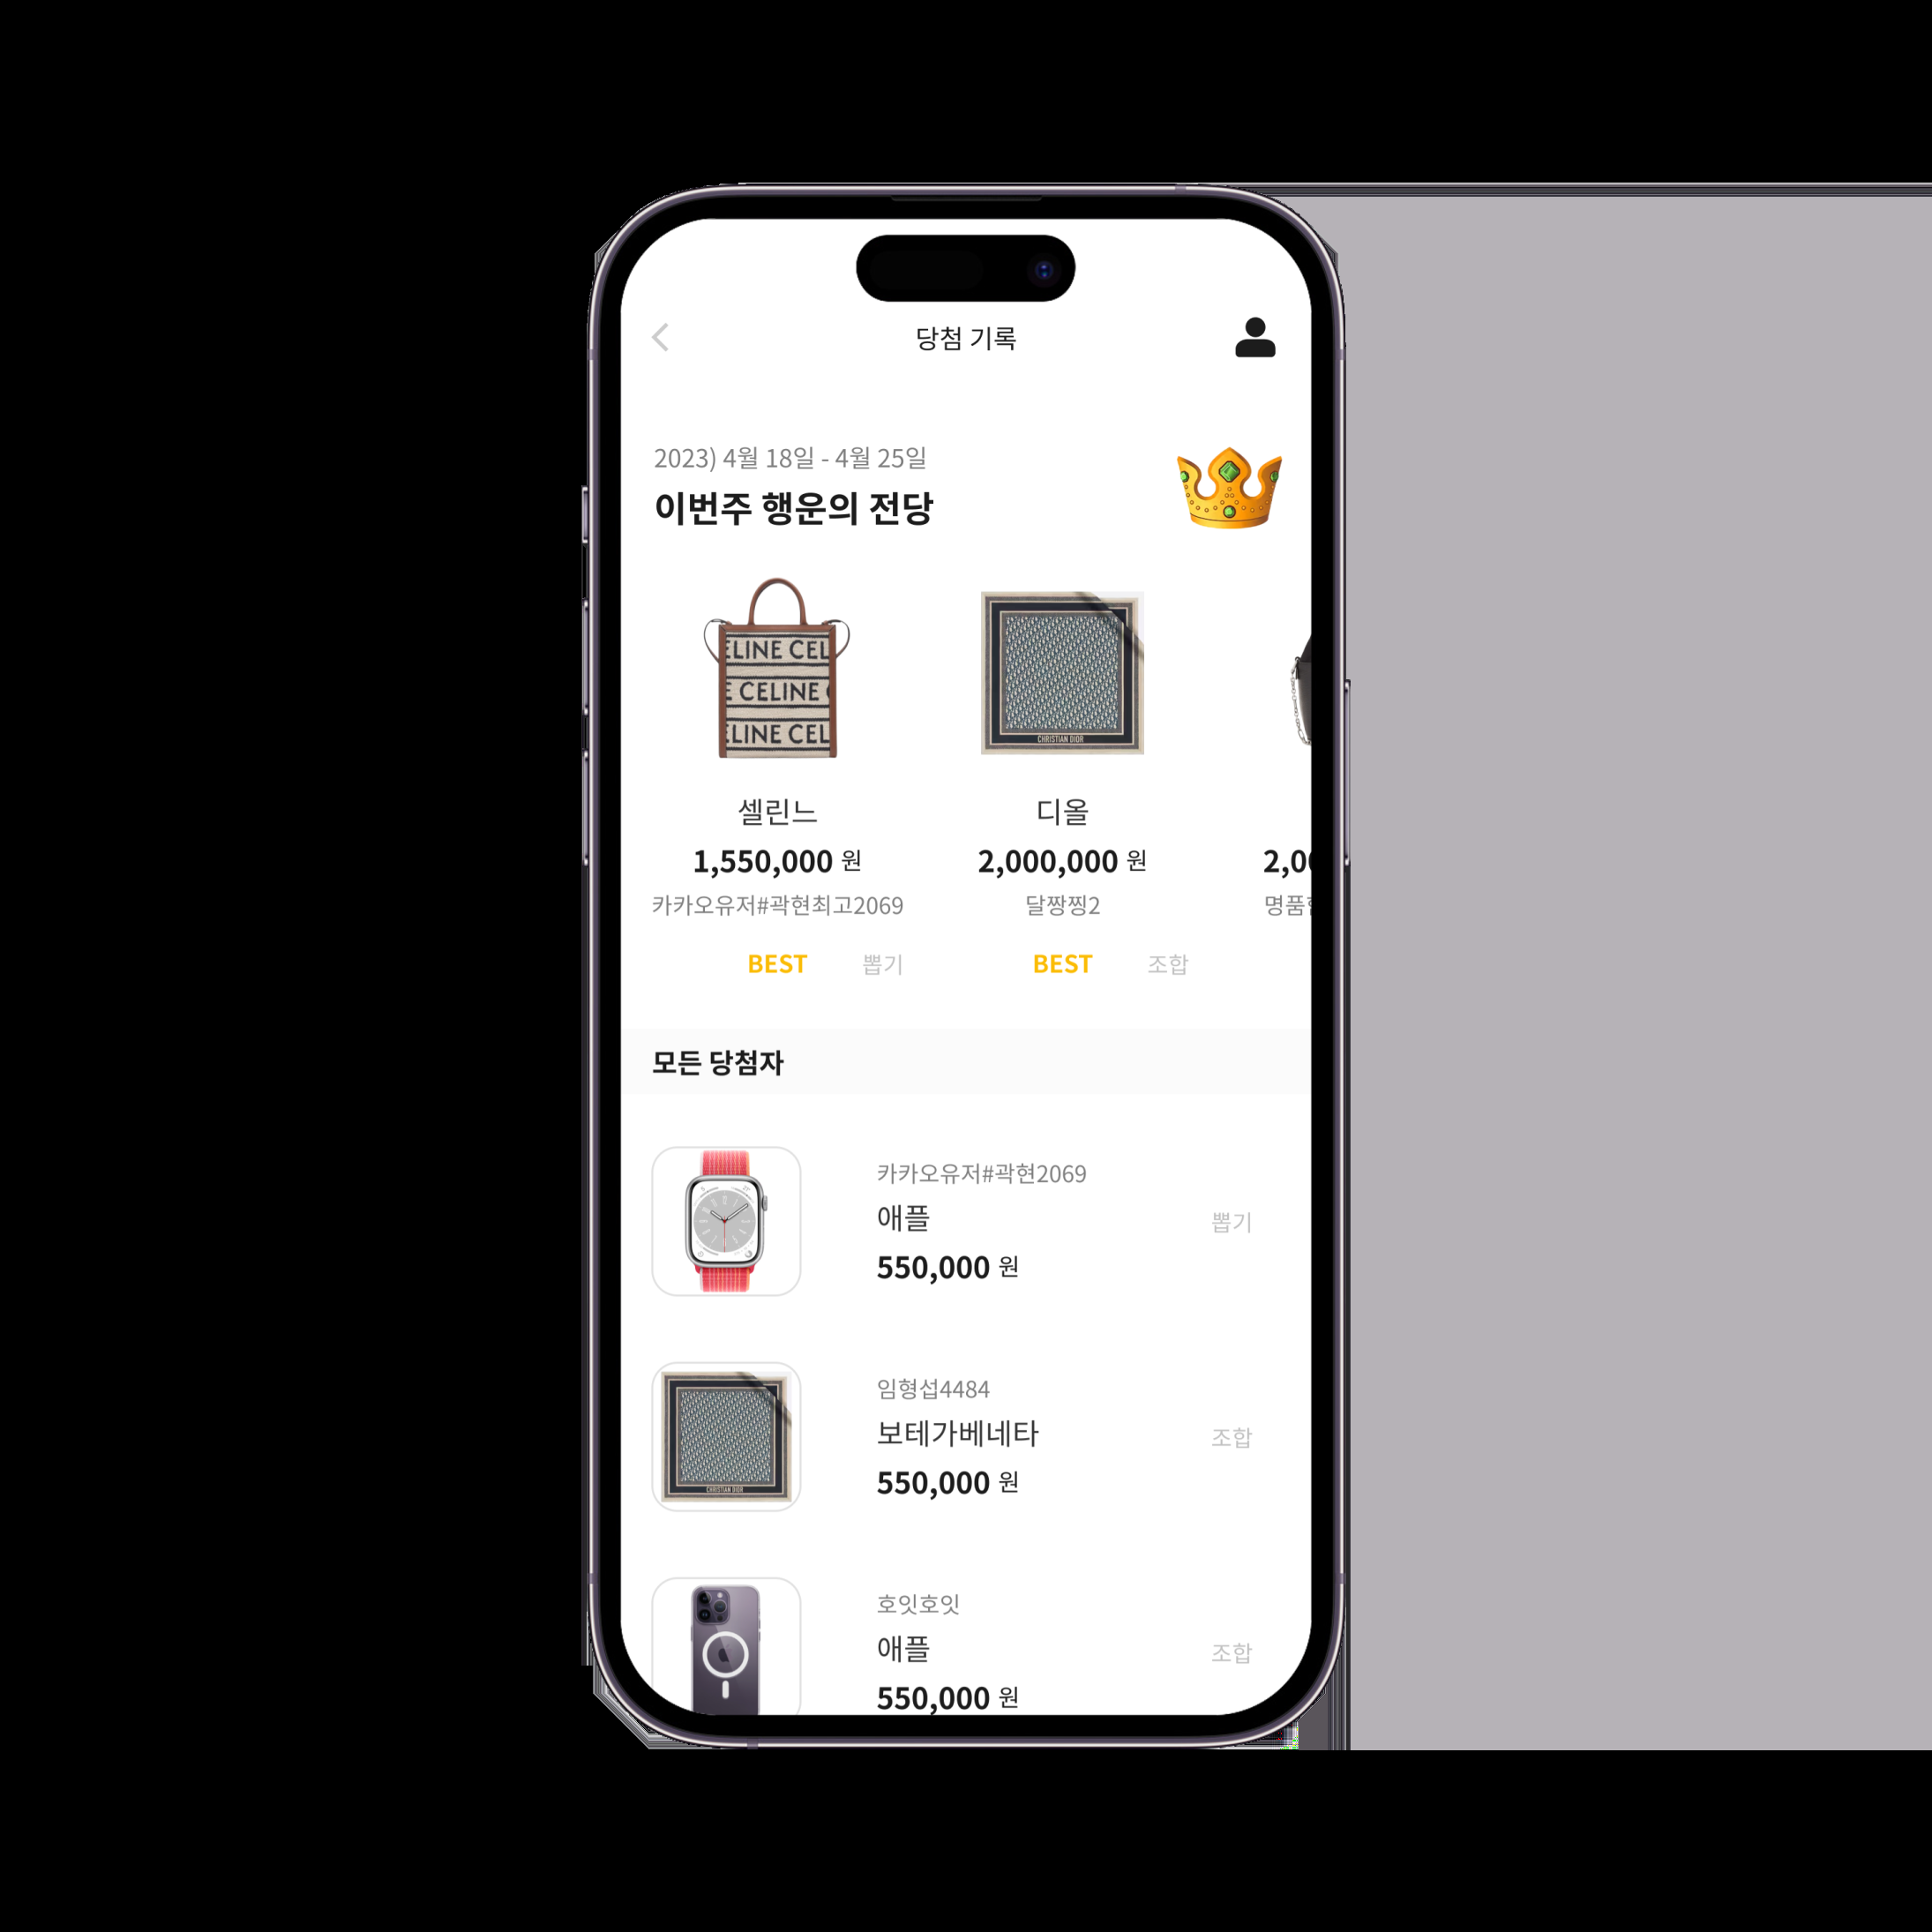 당첨 기록
2023) 4월 18일 - 4월 25일
이번주 행운의 전당
ELINE CEL
E CELINE
ELINE CEL
CHRISTIAN DIOR
셀린느
디올
1,550,000 원
2,000,000 원
2,0
카카오유저#곽현최고2069
달짱찡2
명품
BEST
뽑기
BEST
조합
모든 당첨자
카카오유저#곽현2069
애플
뽑기
550,000 원
CHRISTIAN DIOR
임형섭4484
보테가베네타
조합
550,000 원
호잇호잇
애플
조합
550,000 원